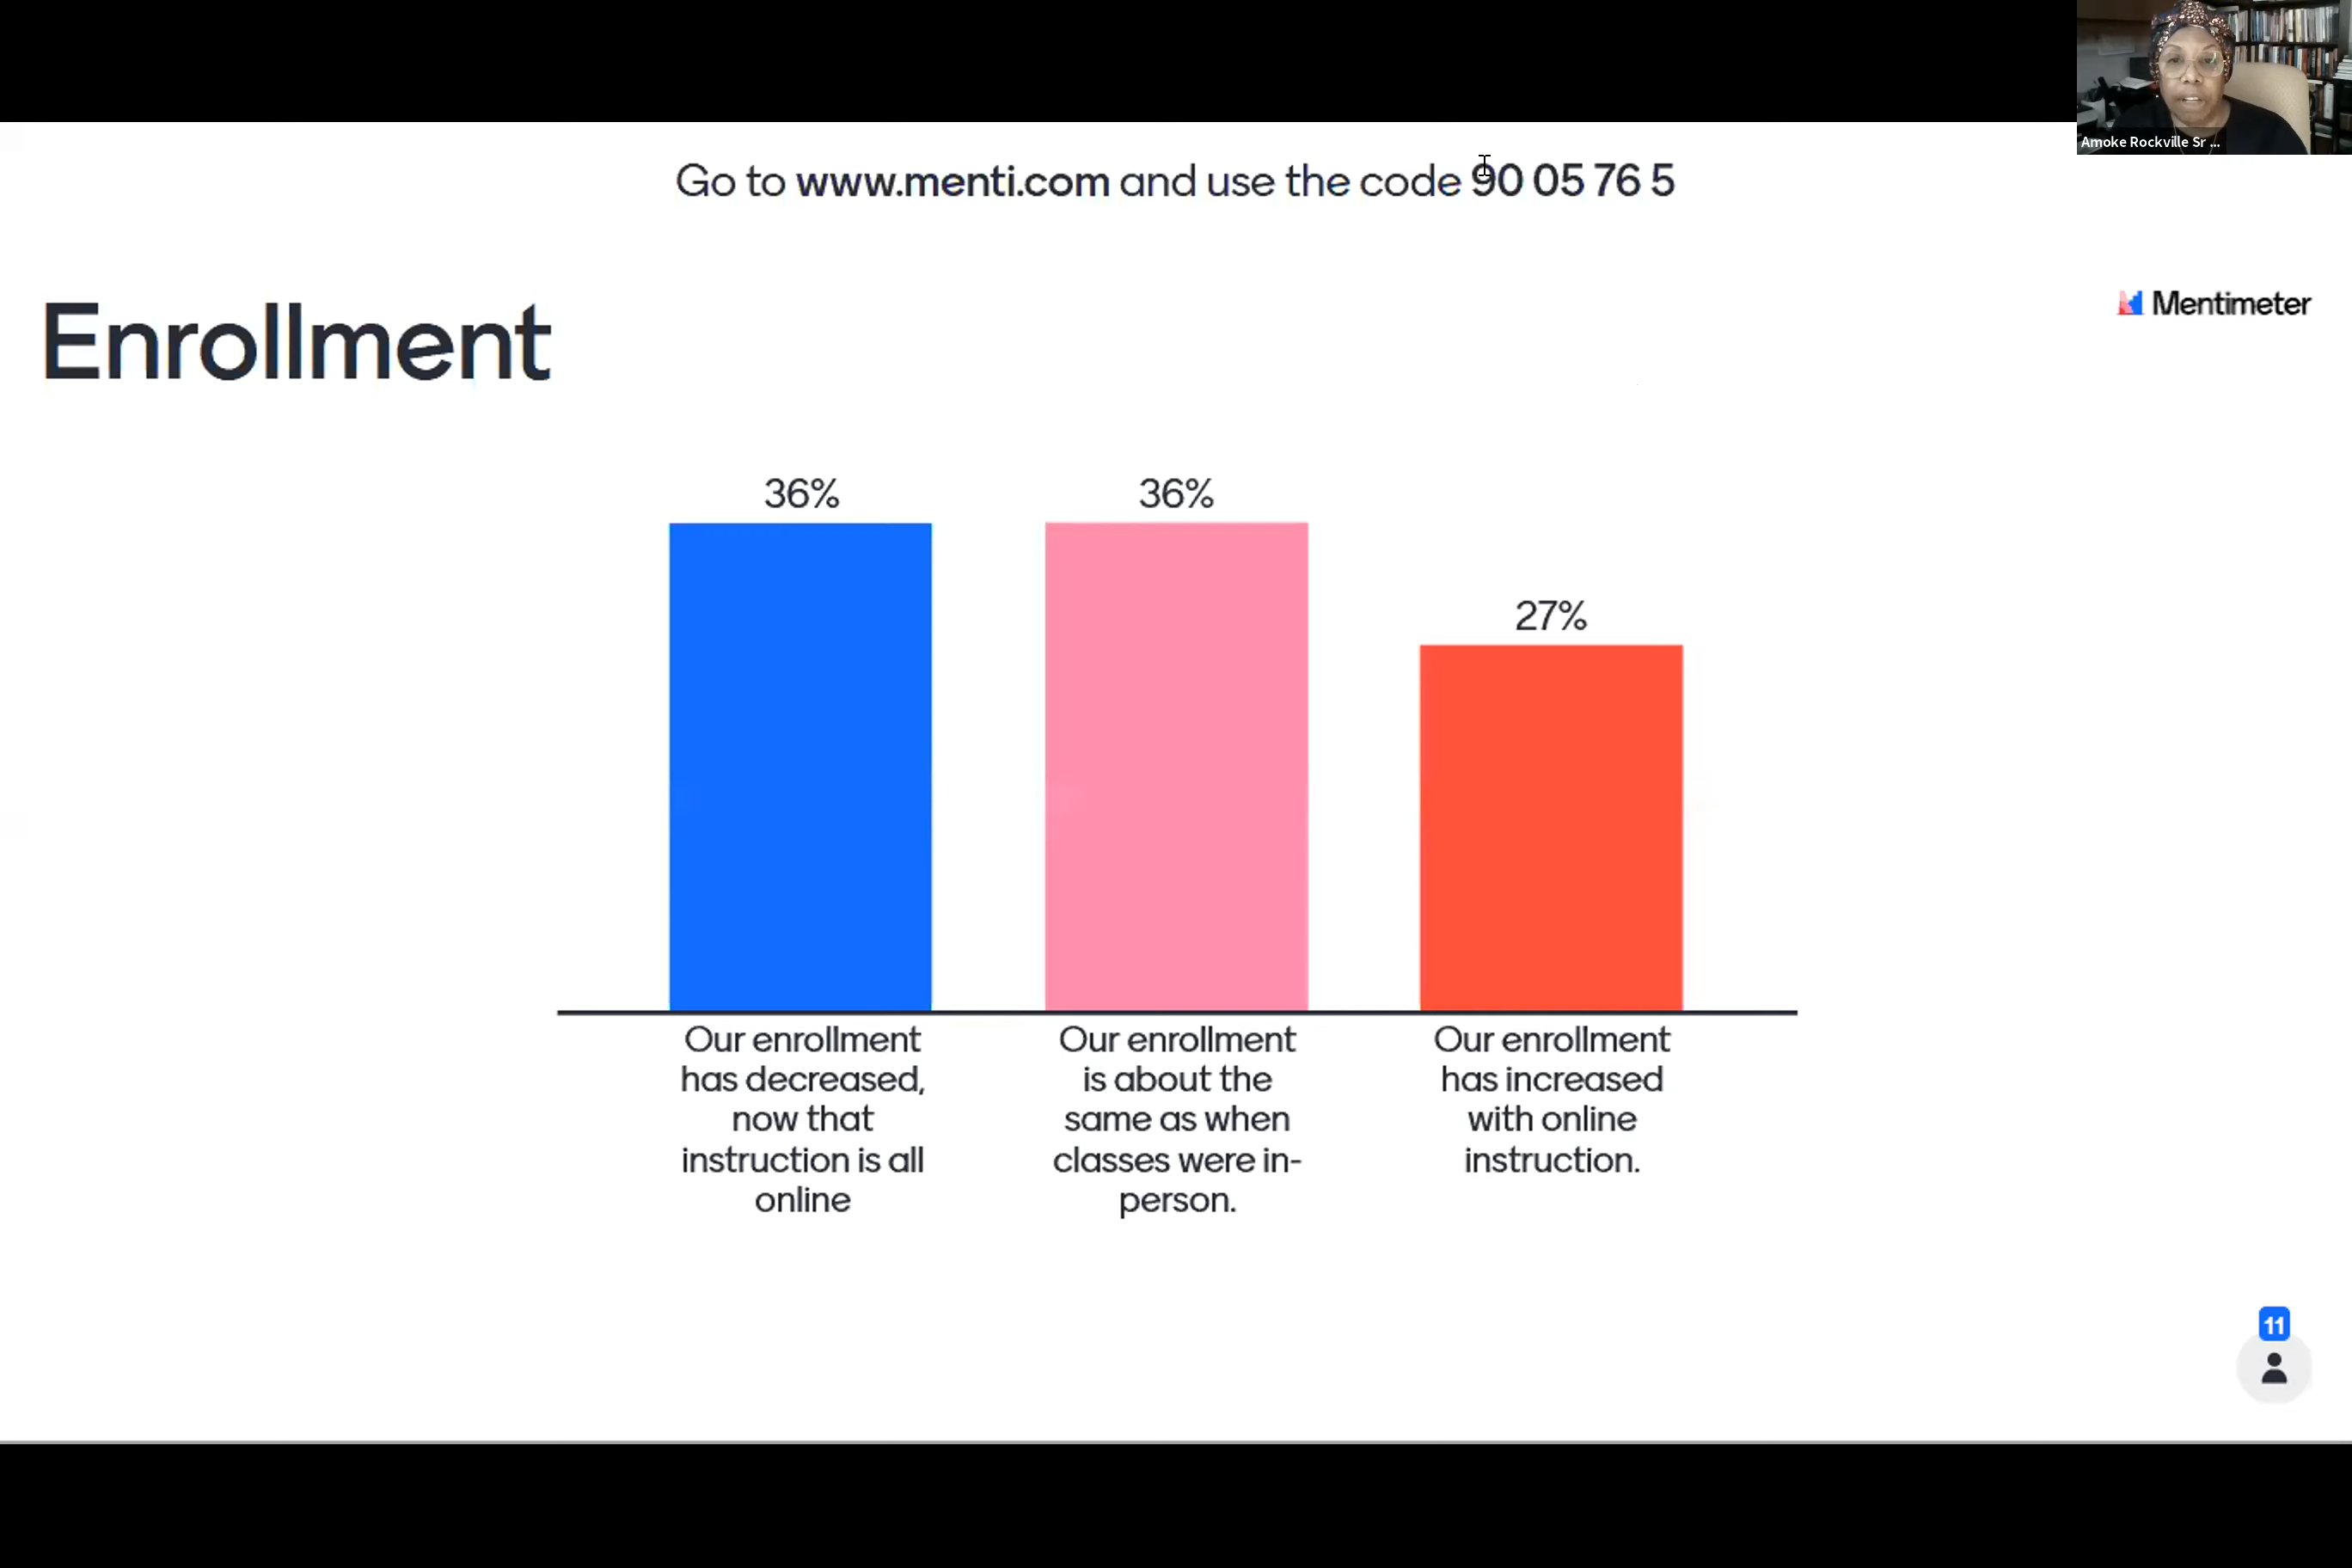 Amoke Rockville Sr ...
Go to www.menti.com and use the code 90 05 76 5
Enrollment
Mentimeter
36%
36%
27%
Our enrollment
has decreased,
now that
instruction is all
online
Our enrollment
is about the
same as when
classes were in-
person.
Our enrollment
has increased
with online
instruction.
11